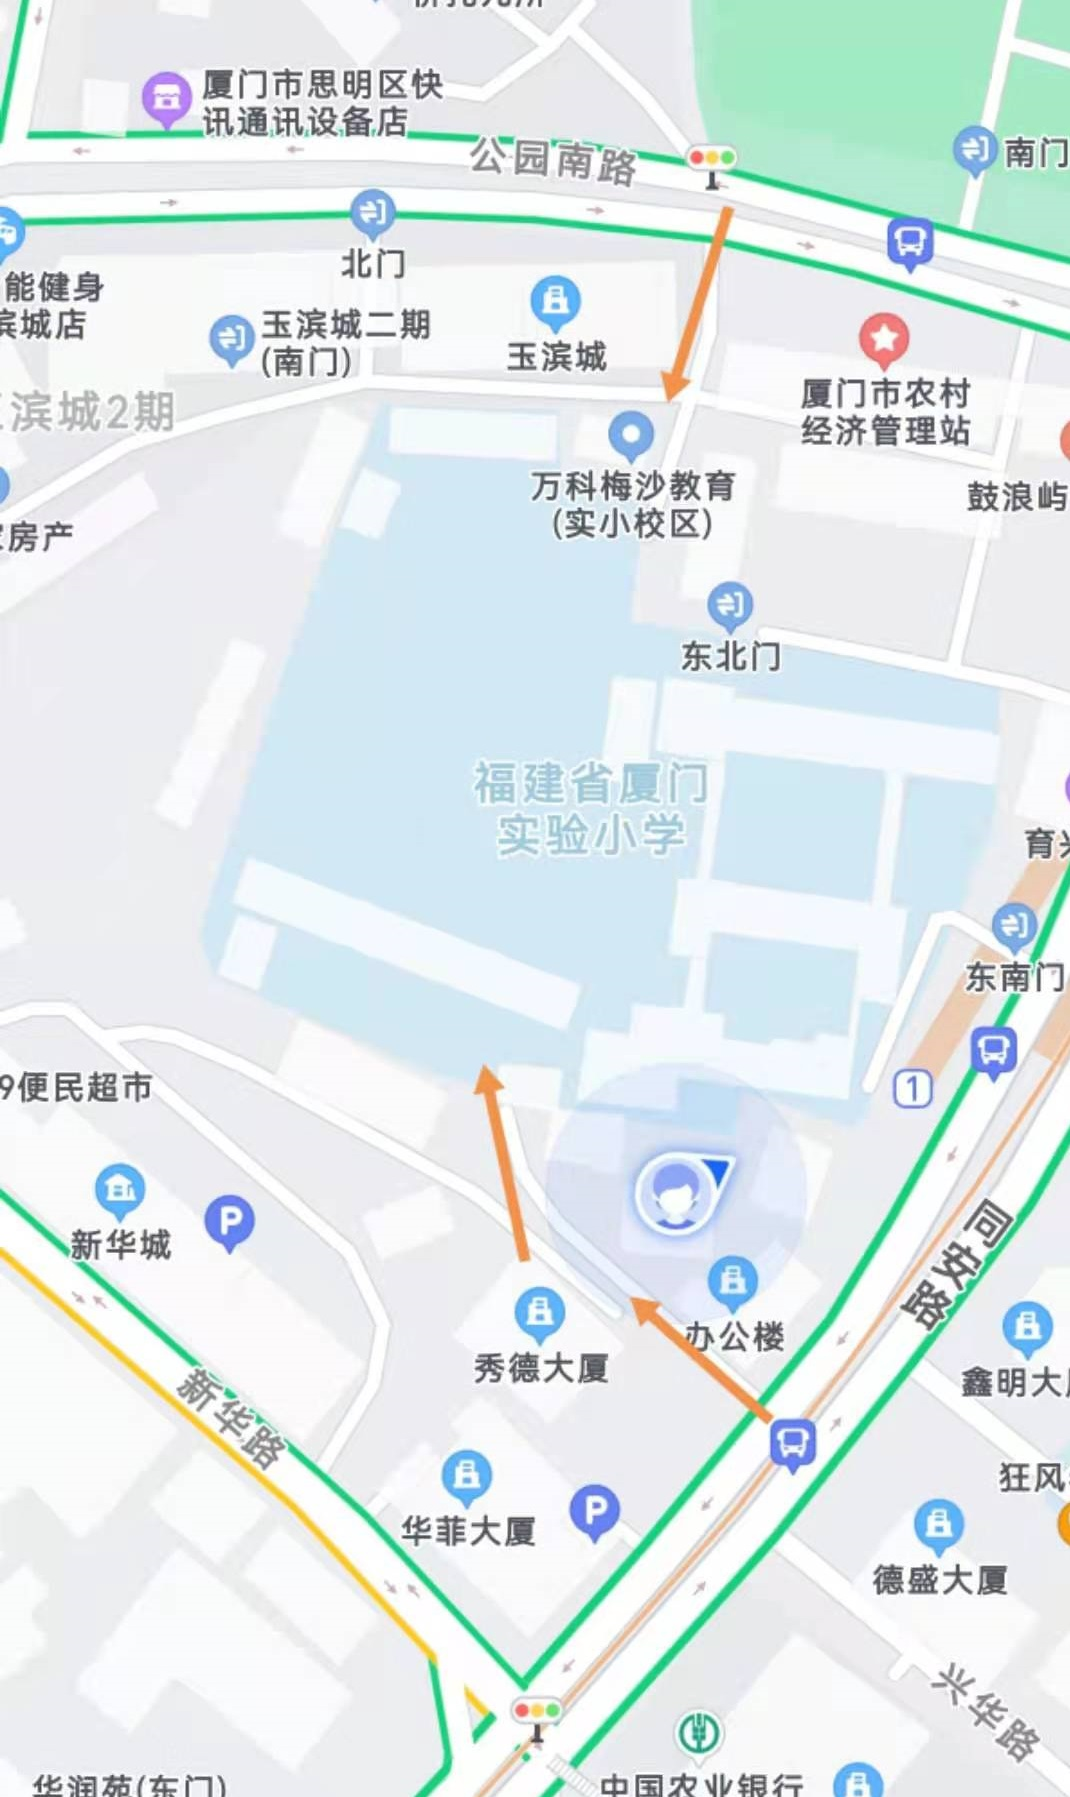 厦门市思明区快
讯通讯设备店
公园南路
南门
北门
能健身
滨城店
玉滨城二期
(南门)
玉滨城
厦门市农村
经济管理站
滨城2期
万科梅沙教育
(实小校区)
鼓浪屿
房产
东北门
福建省厦门
实验小学
育
东南门
9便民超市
1
新华城
P
同安路
办公楼
秀德大厦
鑫明大
新华路
狂风
华菲大厦
P
德盛大厦
兴华路
华润苑(东门)
中国农业银行